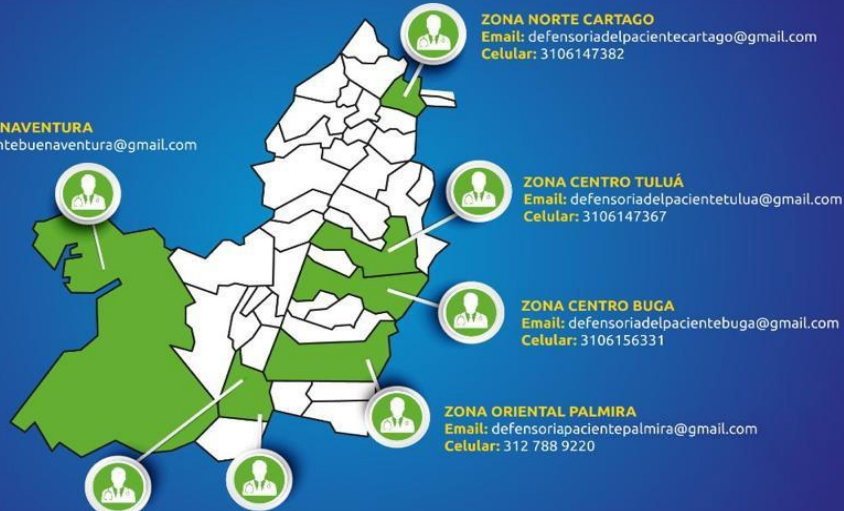 ZONA NORTE CARTAGO
Email: defensoriadelpacientecartago@gmail.com
Celular: 3106147382
NAVENTURA
ntebuenaventura@gmail.com
ZONA CENTRO TULUÁ
Email: defensoriadelpacientetulua@gmail.com
Celular: 3106147367
ZONA CENTRO BUGA
Email: defensoriadelpacientebuga@gmail.com
Celular: 3106156331
ZONA ORIENTAL PALMIRA
Email: defensoriapacientepalmira@gmail.com
Celular: 312 788 9220